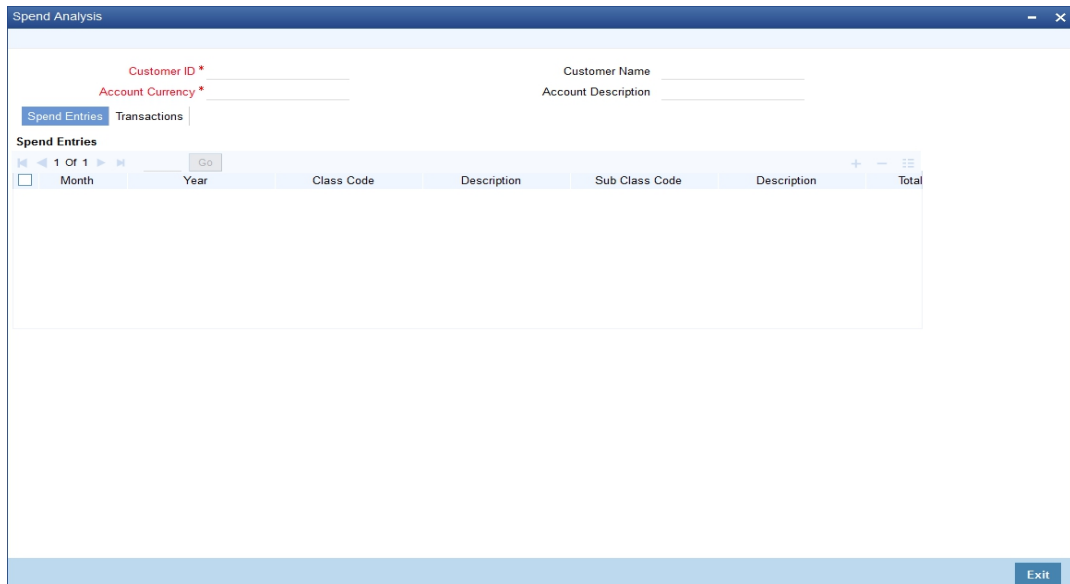 Spend Analysis
Customer ID * Customer Name
Account Currency * Account Description
Spend Entries Transactions
Spend Entries
1 Of 1 Go
Month Year Class Code Description Sub Class Code Description Total
Exit